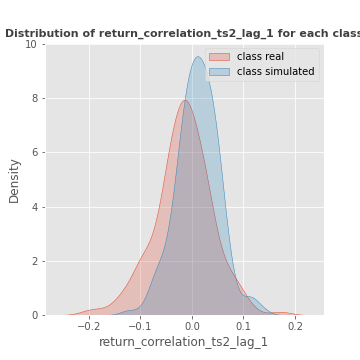 Distribution of return_correlation_ts2_lag_1 for each class
class real
class simulated
Density
10
8
6
4
2
0
−0.2
−0.1
0.0
0.1
0.2
return_correlation_ts2_lag_1